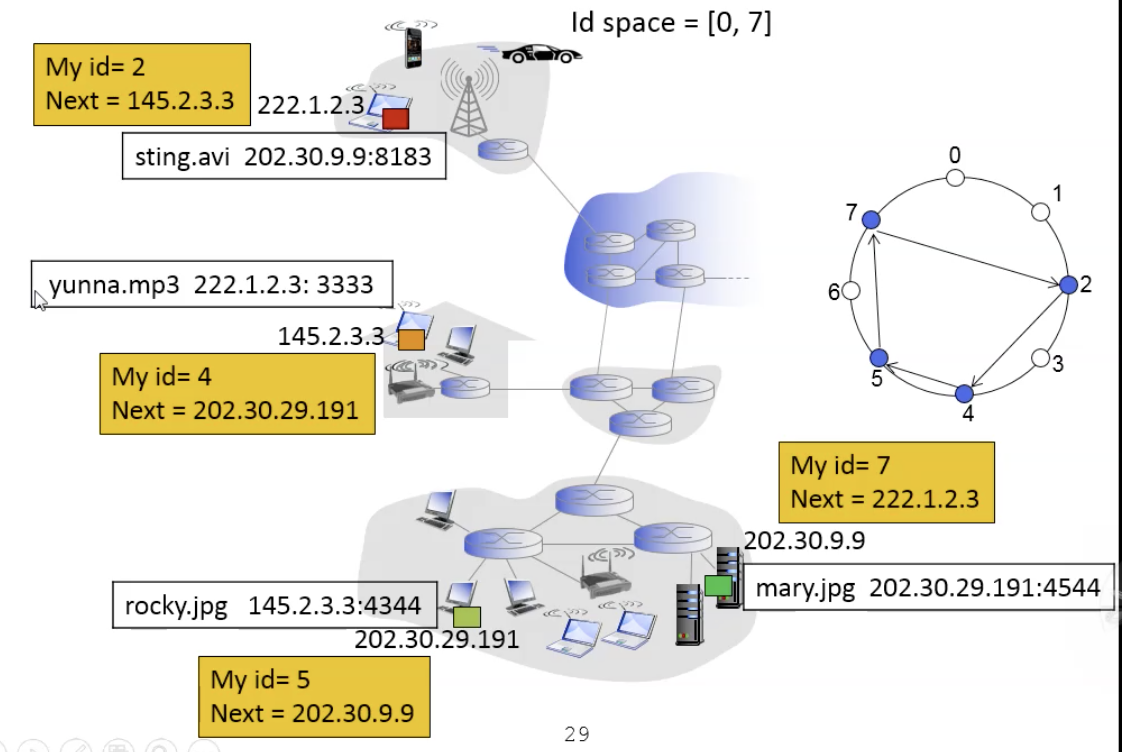 Id space = [0, 7]
My id= 2
Next = 145.2.3.3
222.1.2.3
sting.avi 202.30.9.9:8183
0
1
7
2
6
3
5
4
yunna.mp3 222.1.2.3: 3333
145.2.3.3
My id= 4
Next = 202.30.29.191
My id= 7
Next = 222.1.2.3
202.30.9.9
mary.jpg 202.30.29.191:4544
rocky.jpg 145.2.3.3:4344
202.30.29.191
My id= 5
Next = 202.30.9.9
29